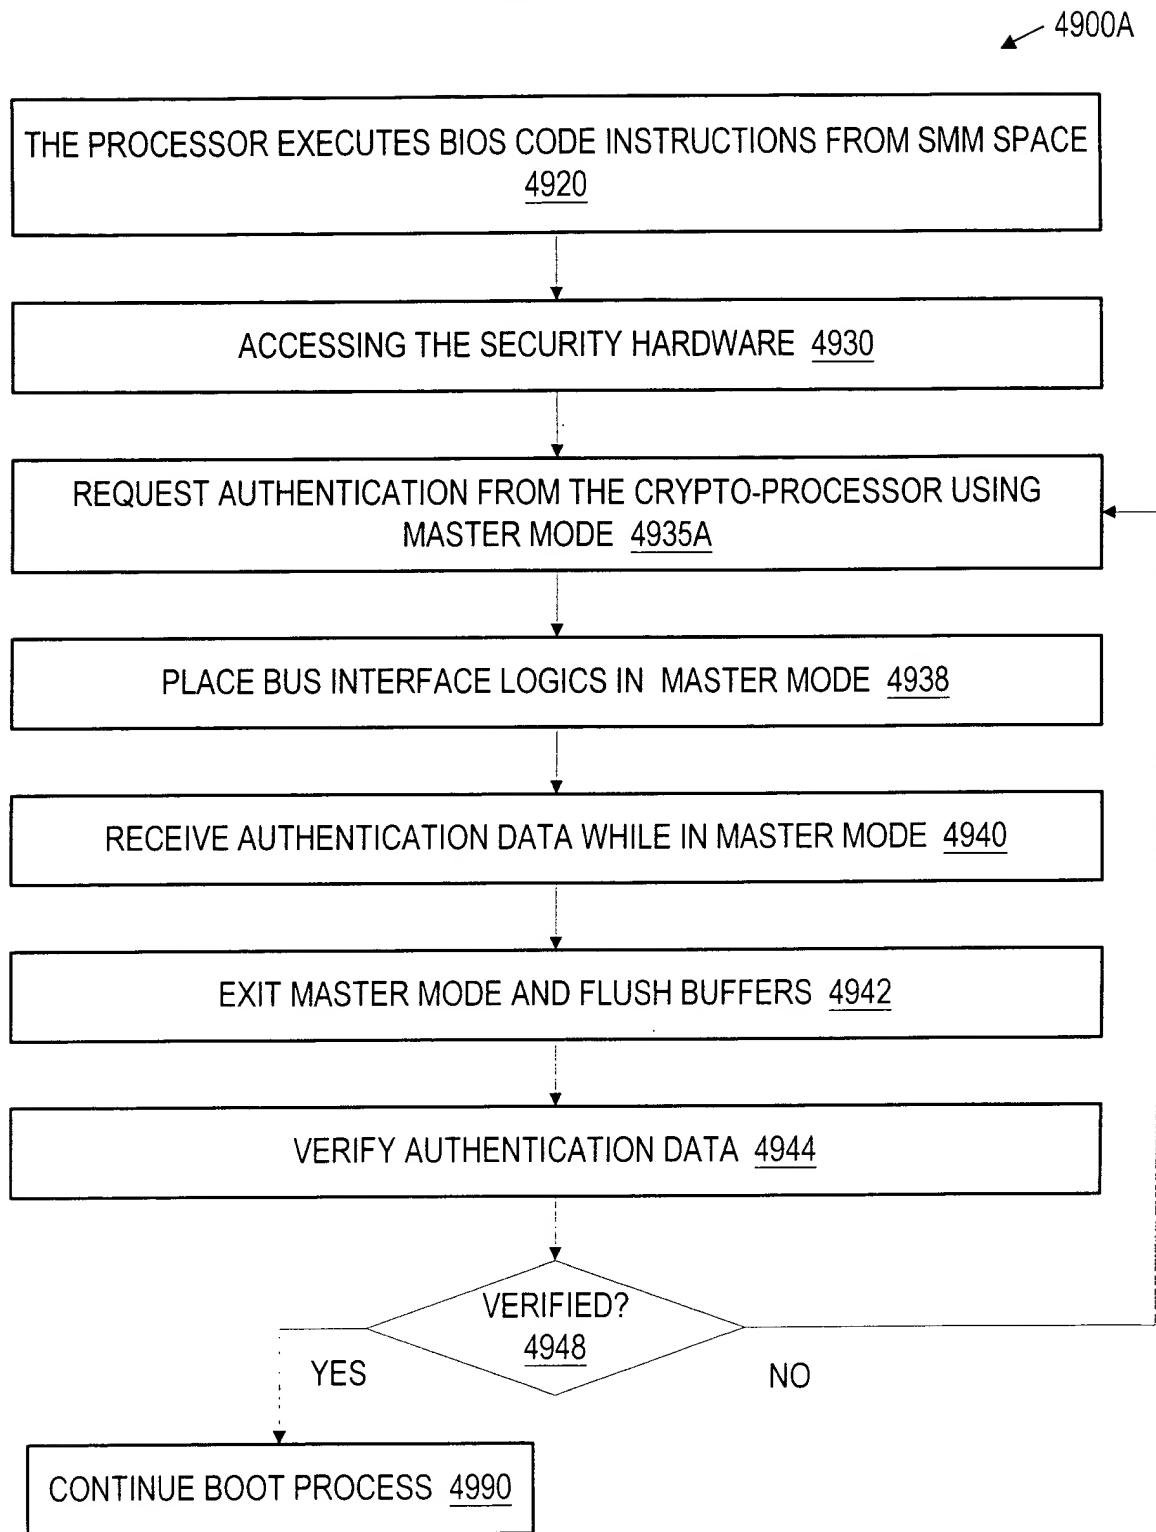 4900A
THE PROCESSOR EXECUTES BIOS CODE INSTRUCTIONS FROM SMM SPACE
4920
ACCESSING THE SECURITY HARDWARE 4930
REQUEST AUTHENTICATION FROM THE CRYPTO-PROCESSOR USING
MASTER MODE 4935A
PLACE BUS INTERFACE LOGICS IN MASTER MODE 4938
RECEIVE AUTHENTICATION DATA WHILE IN MASTER MODE 4940
EXIT MASTER MODE AND FLUSH BUFFERS 4942
VERIFY AUTHENTICATION DATA 4944
VERIFIED?
4948
YES
NO
CONTINUE BOOT PROCESS 4990